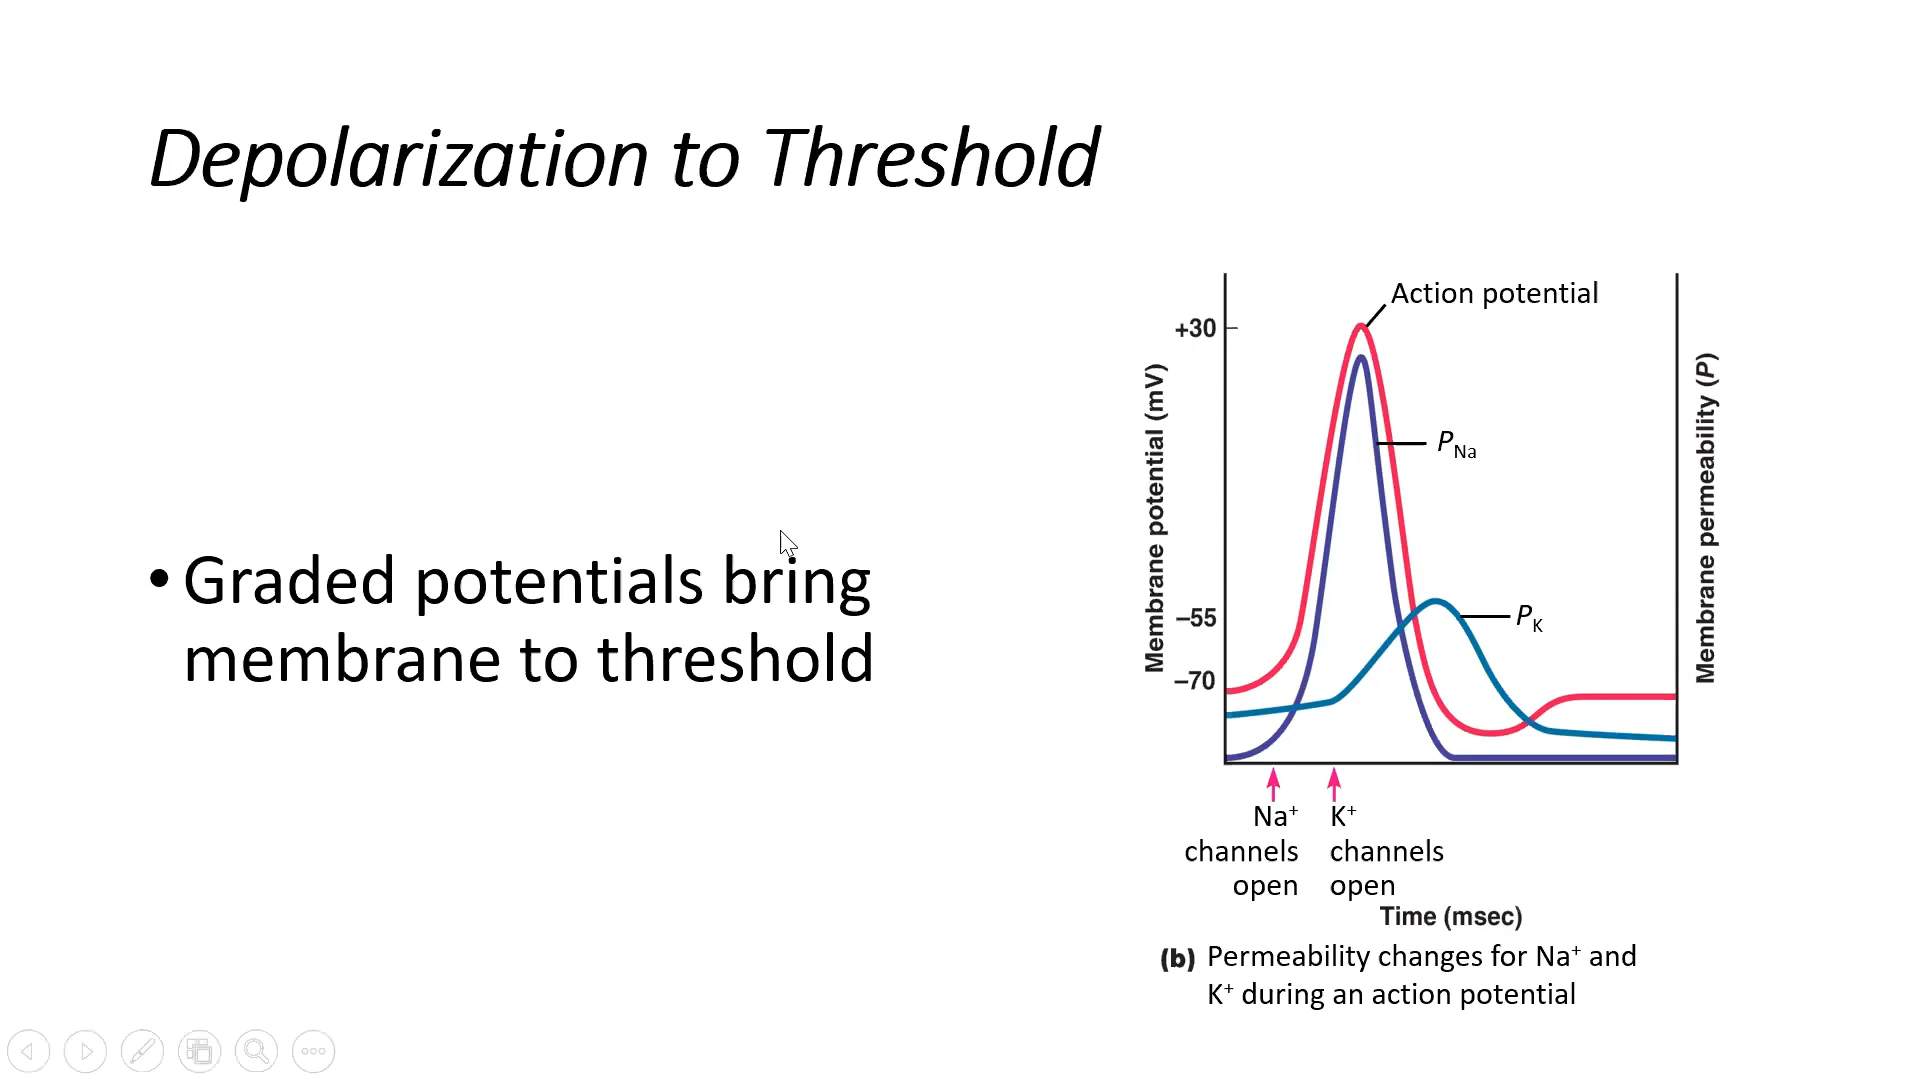 Depolarization to Threshold
• Graded potentials bring
membrane to threshold
Action potential
+30
Membrane potential (mV)
Membrane permeability (P)
P_Na
–55
P_K
–70
Na⁺
channels
open
K⁺
channels
open
Time (msec)
(b) Permeability changes for Na⁺ and
K⁺ during an action potential